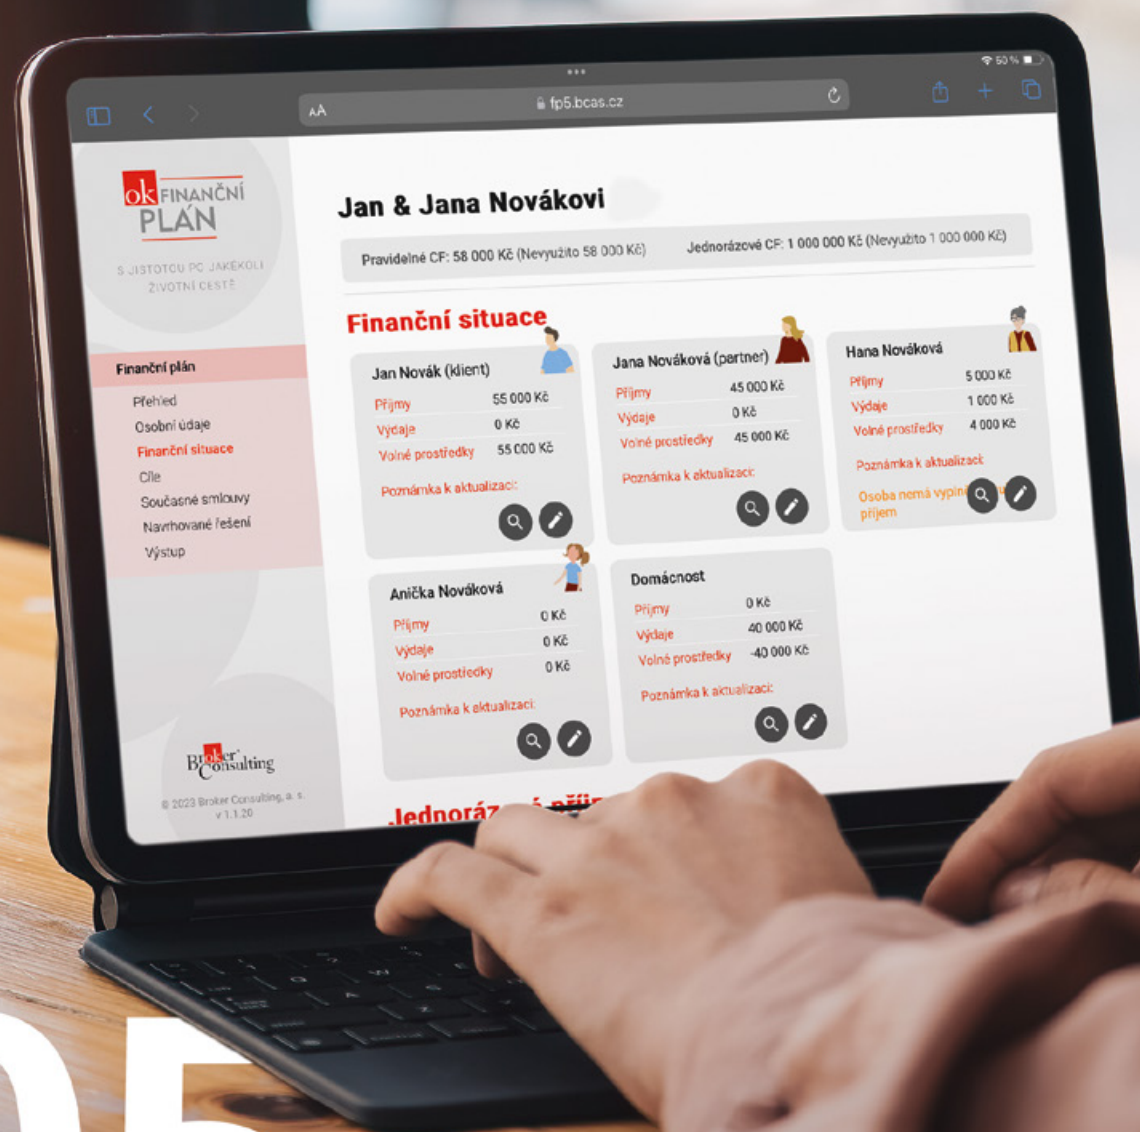 50 %
AA
fp5.bcas.cz
ok FINANČNÍ
PLÁN
S JISTOTOU PO JAKÉKOLI
ŽIVOTNÍ CESTĚ
Finanční plán
Přehled
Osobní údaje
Finanční situace
Cíle
Současné smlouvy
Navrhované řešení
Výstup
Broker
Consulting
© 2023 Broker Consulting, a. s.
v 1.1.20
Jan & Jana Novákovi
Pravidelné CF: 58 000 Kč (Nevyužito 58 000 Kč) Jednorázové CF: 1 000 000 Kč (Nevyužito 1 000 000 Kč)
Finanční situace
Jan Novák (klient)
Příjmy 55 000 Kč
Výdaje 0 Kč
Volné prostředky 55 000 Kč
Poznámka k aktualizaci:
Jana Nováková (partner)
Příjmy 45 000 Kč
Výdaje 0 Kč
Volné prostředky 45 000 Kč
Poznámka k aktualizaci:
Hana Nováková
Příjmy 5 000 Kč
Výdaje 1 000 Kč
Volné prostředky 4 000 Kč
Poznámka k aktualizaci:
Osoba nemá
příjem
Anička Nováková
Příjmy 0 Kč
Výdaje 0 Kč
Volné prostředky 0 Kč
Poznámka k aktualizaci:
Domácnost
Příjmy 0 Kč
Výdaje 40 000 Kč
Volné prostředky -40 000 Kč
Poznámka k aktualizaci: